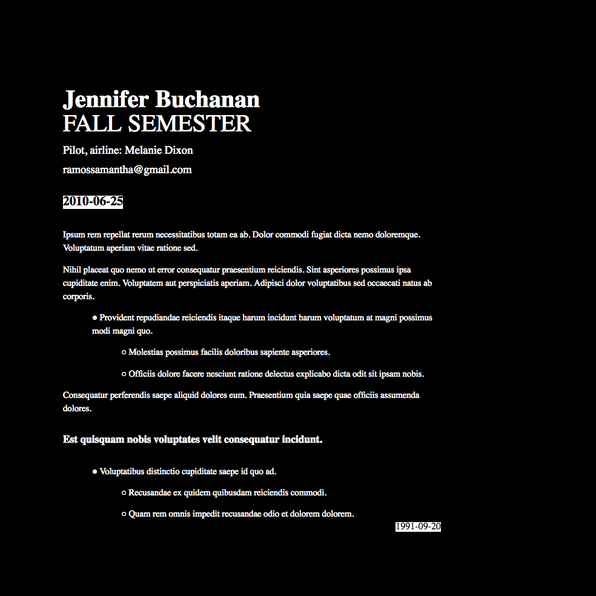 Jennifer Buchanan
FALL SEMESTER
Pilot, airline: Melanie Dixon
ramossamantha@gmail.com
2010-06-25
Ipsum rem repellat rerum necessitatibus totam ea ab. Dolor commodi fugiat dicta nemo doloremque.
Voluptatum aperiam vitae ratione sed.
Nihil placeat quo nemo ut error consequatur praesentium reiciendis. Sint asperiores possimus ipsa
cupiditate enim. Voluptatem aut perspiciatis aperiam. Adipisci dolor voluptatibus sed occaecati natus ab
corporis.
● Provident repudiandae reiciendis itaque harum incidunt harum voluptatum at magni possimus
modi magni quo.
○ Molestias possimus facilis doloribus sapiente asperiores.
○ Officiis dolore facere nesciunt ratione delectus explicabo dicta odit sit ipsam nobis.
Consequatur perferendis saepe aliquid dolores eum. Praesentium quia saepe quae officiis assumenda
dolores.
Est quisquam nobis voluptates velit consequatur incidunt.
● Voluptatibus distinctio cupiditate saepe id quo ad.
○ Recusandae ex quidem quibusdam reiciendis commodi.
○ Quam rem omnis impedit recusandae odio et dolorem dolorem.
1991-09-20